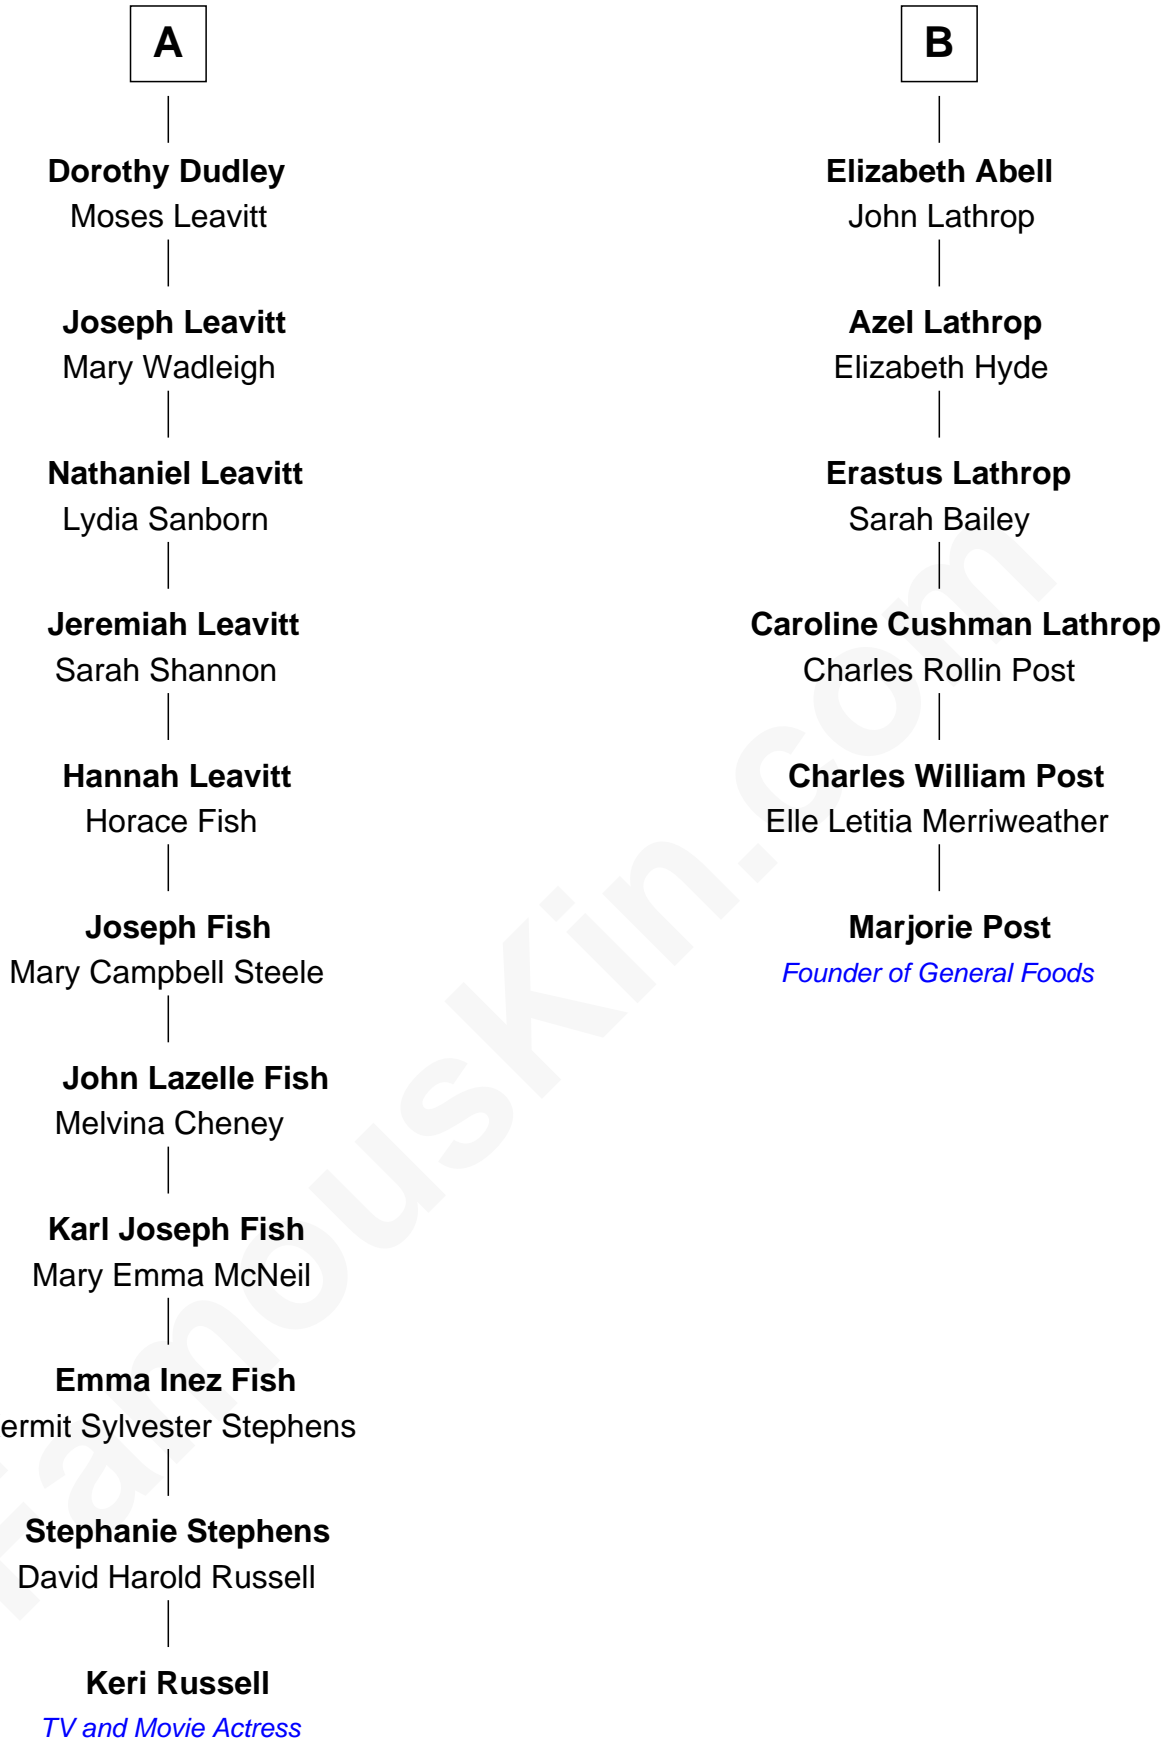 A
Dorothy Dudley
Moses Leavitt
Joseph Leavitt
Mary Wadleigh
Nathaniel Leavitt
Lydia Sanborn
Jeremiah Leavitt
Sarah Shannon
Hannah Leavitt
Horace Fish
Joseph Fish
Mary Campbell Steele
John Lazelle Fish
Melvina Cheney
Karl Joseph Fish
Mary Emma McNeil
Emma Inez Fish
ermit Sylvester Stephens
Stephanie Stephens
David Harold Russell
Keri Russell
TV and Movie Actress
B
Elizabeth Abell
John Lathrop
Azel Lathrop
Elizabeth Hyde
Erastus Lathrop
Sarah Bailey
Caroline Cushman Lathrop
Charles Rollin Post
Charles William Post
Elle Letitia Merriweather
Marjorie Post
Founder of General Foods
FamousKin.com